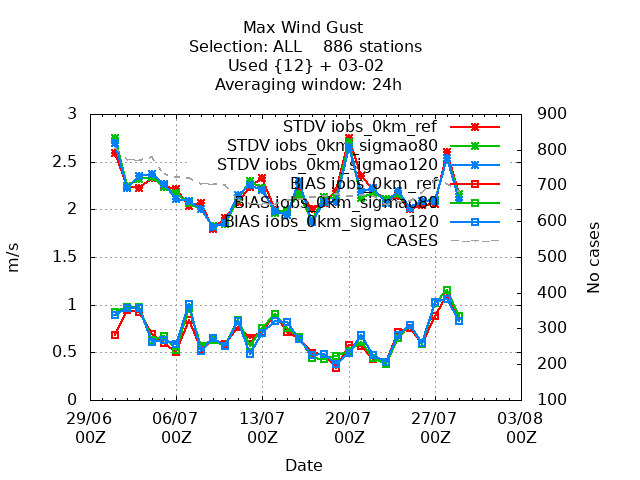 Max Wind Gust
Selection: ALL    886 stations
Used {12} + 03-02
Averaging window: 24h
STDV iobs_0km_ref
STDV iobs_0km_sigmao80
STDV iobs_0km_sigmao120
BIAS iobs_0km_ref
BIAS iobs_0km_sigmao80
BIAS iobs_0km_sigmao120
CASES
3
2.5
2
1.5
1
0.5
0
m/s
900
800
700
600
500
400
300
200
100
No cases
29/06 06/07 13/07 20/07 27/07 03/08
00Z 00Z 00Z 00Z 00Z 00Z
Date